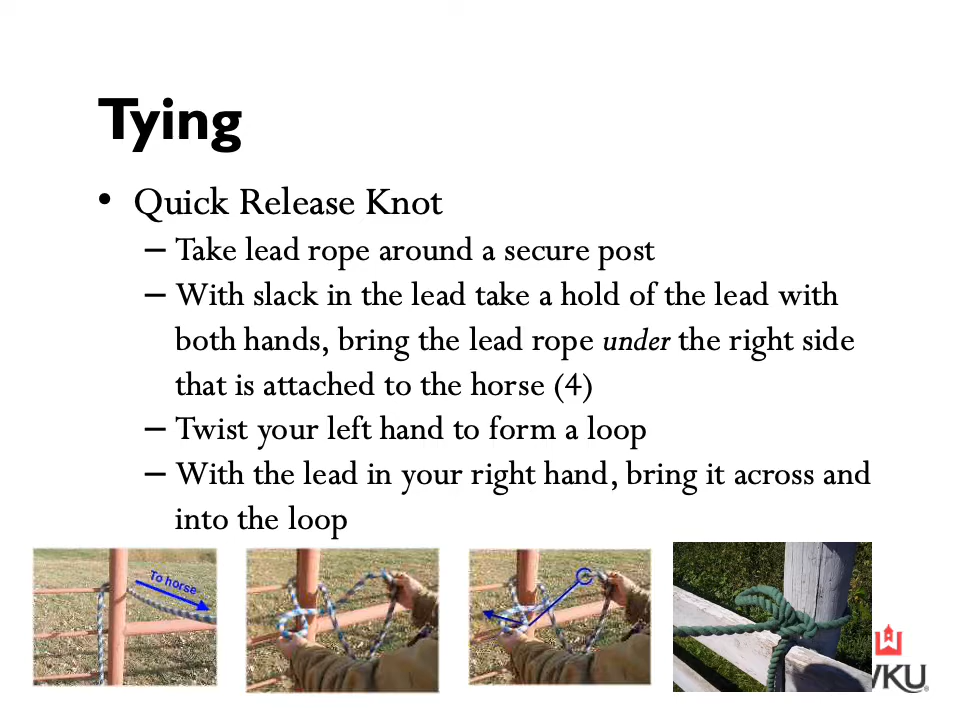 Tying
• Quick Release Knot
– Take lead rope around a secure post
– With slack in the lead take a hold of the lead with
both hands, bring the lead rope under the right side
that is attached to the horse (4)
– Twist your left hand to form a loop
– With the lead in your right hand, bring it across and
into the loop
To horse
WKU®